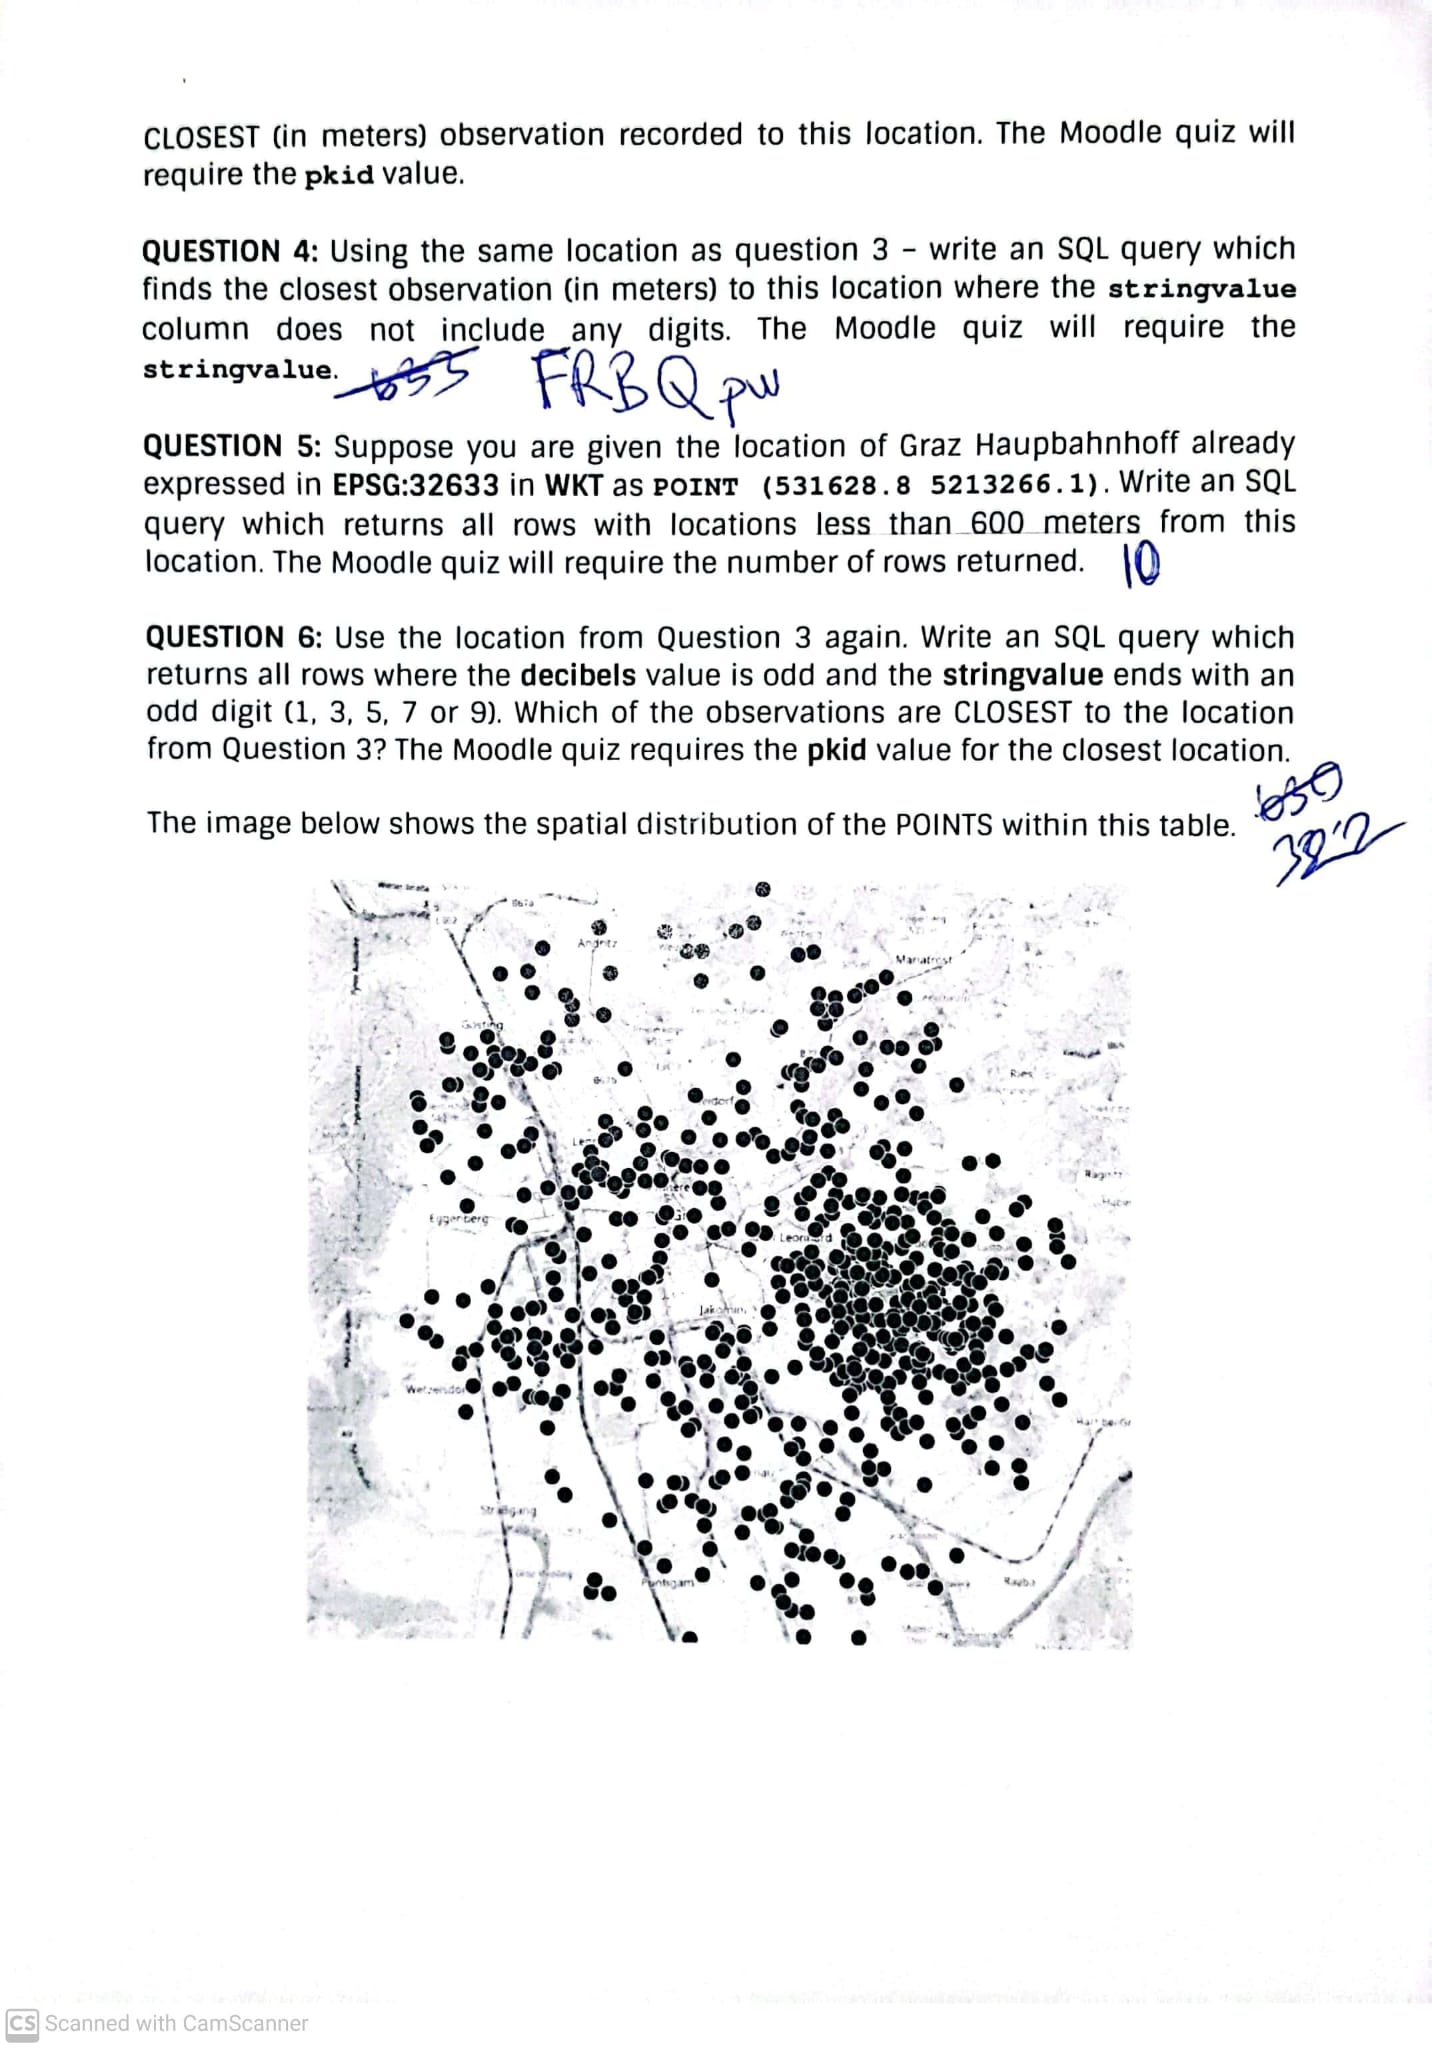 CLOSEST (in meters) observation recorded to this location. The Moodle quiz will
require the pkid value.
QUESTION 4: Using the same location as question 3 – write an SQL query which
finds the closest observation (in meters) to this location where the stringvalue
column does not include any digits. The Moodle quiz will require the
stringvalue. 633 FRBQpw
QUESTION 5: Suppose you are given the location of Graz Haupbahnhoff already
expressed in EPSG:32633 in WKT as POINT (531628.8 5213266.1). Write an SQL
query which returns all rows with locations less than 600 meters from this
location. The Moodle quiz will require the number of rows returned. 10
QUESTION 6: Use the location from Question 3 again. Write an SQL query which
returns all rows where the decibels value is odd and the stringvalue ends with an
odd digit (1, 3, 5, 7 or 9). Which of the observations are CLOSEST to the location
from Question 3? The Moodle quiz requires the pkid value for the closest location.
650
The image below shows the spatial distribution of the POINTS within this table.
Andritz
Mariatrost
Gösting
Ries
Eggenberg
Jakomini
Straßgang
Puntigam
Raaba
CS Scanned with CamScanner